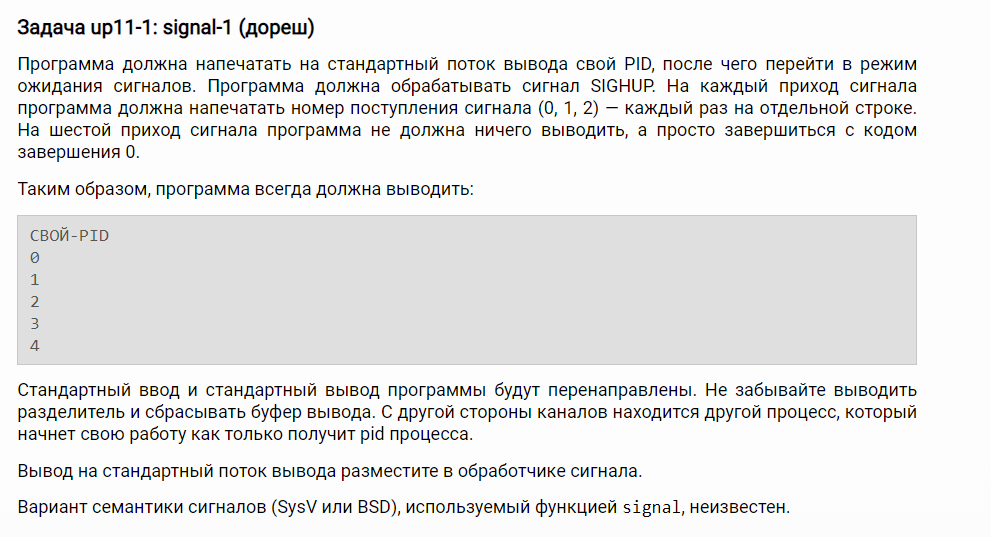 Задача up11-1: signal-1 (дореш)
Программа должна напечатать на стандартный поток вывода свой PID, после чего перейти в режим
ожидания сигналов. Программа должна обрабатывать сигнал SIGHUP. На каждый приход сигнала
программа должна напечатать номер поступления сигнала (0, 1, 2) — каждый раз на отдельной строке.
На шестой приход сигнала программа не должна ничего выводить, а просто завершиться с кодом
завершения 0.
Таким образом, программа всегда должна выводить:
СВОЙ-PID
0
1
2
3
4
Стандартный ввод и стандартный вывод программы будут перенаправлены. Не забывайте выводить
разделитель и сбрасывать буфер вывода. С другой стороны каналов находится другой процесс, который
начнет свою работу как только получит pid процесса.
Вывод на стандартный поток вывода разместите в обработчике сигнала.
Вариант семантики сигналов (SysV или BSD), используемый функцией signal, неизвестен.